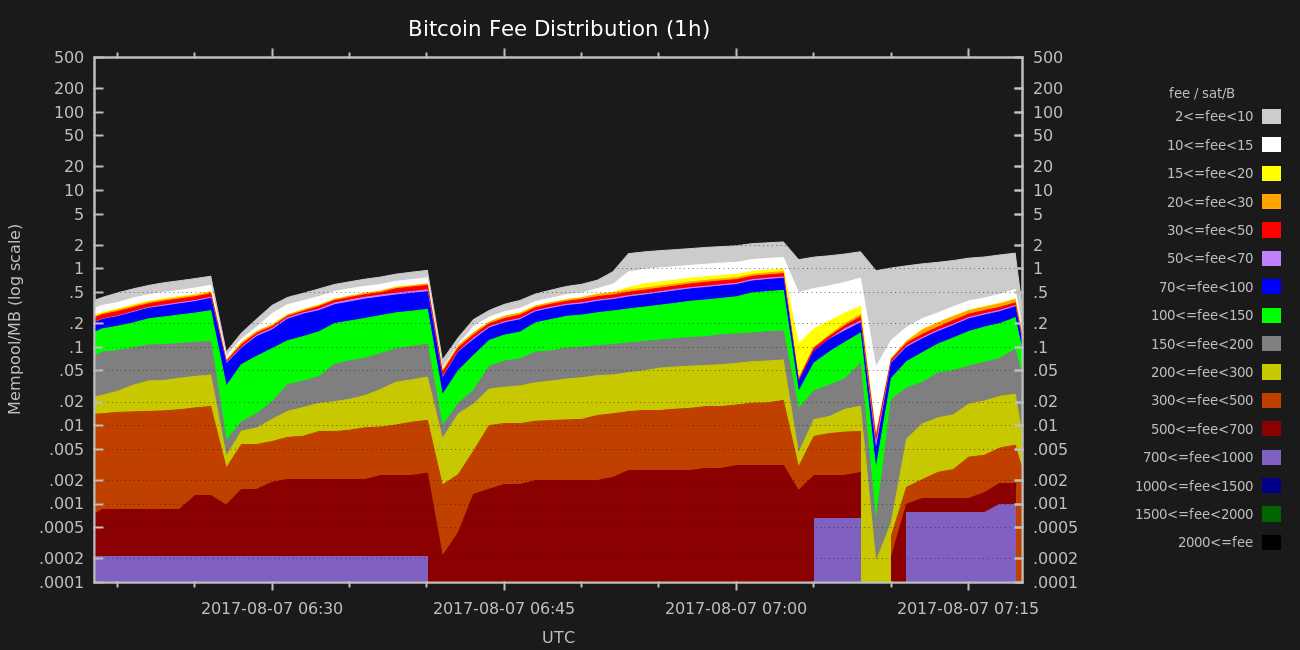 Bitcoin Fee Distribution (1h)
500 500
200 200
100 100
50 50
20 20
10 10
5 5
2 2
1 1
.5 .5
.2 .2
.1 .1
.05 .05
.02 .02
.01 .01
.005 .005
.002 .002
.001 .001
.0005 .0005
.0002 .0002
.0001 .0001
Mempool/MB (log scale)
2017-08-07 06:30 2017-08-07 06:45 2017-08-07 07:00 2017-08-07 07:15
UTC
fee / sat/B
2<=fee<10
10<=fee<15
15<=fee<20
20<=fee<30
30<=fee<50
50<=fee<70
70<=fee<100
100<=fee<150
150<=fee<200
200<=fee<300
300<=fee<500
500<=fee<700
700<=fee<1000
1000<=fee<1500
1500<=fee<2000
2000<=fee